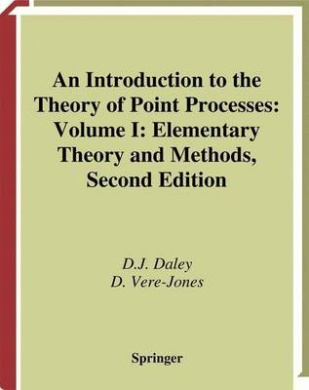 An Introduction to the
Theory of Point Processes:
Volume I: Elementary
Theory and Methods,
Second Edition
D.J. Daley
D. Vere-Jones
Springer